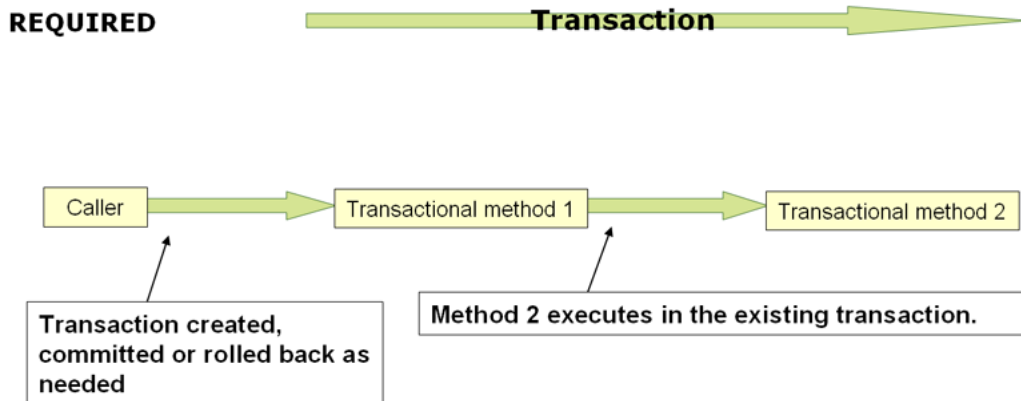 REQUIRED
Transaction
Caller
Transactional method 1
Transactional method 2
Transaction created,
committed or rolled back as
needed
Method 2 executes in the existing transaction.